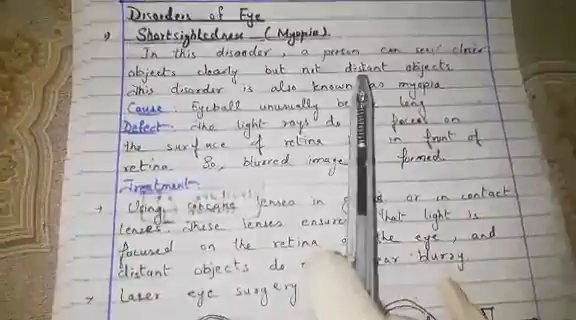 Disorders of Eye
Shortsightedness (Myopia).
In this disorder, a person can see closer
objects clearly but not distant objects
This disorder is also known as myopia
Cause: Eyeball unusually be long
Defect: The light rays do focus on
the surface of retina in front of
retina. So, blurred image formed
Treatment:
→ Using lenses in or in contact
lenses. These lenses ensure that light is
focused on the retina the eye, and
distant objects do blurry
→ Laser eye surgery